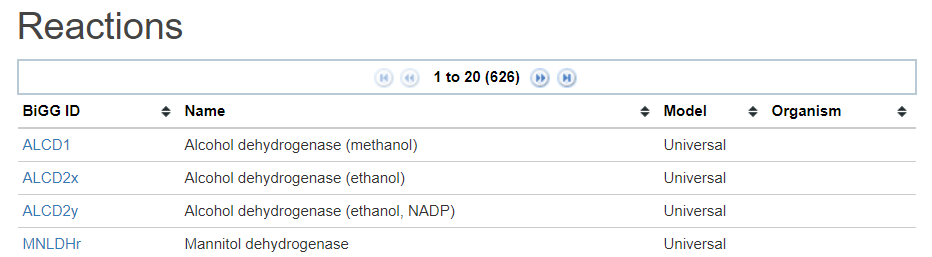 Reactions
1 to 20 (626)
BiGG ID Name Model Organism
ALCD1 Alcohol dehydrogenase (methanol) Universal
ALCD2x Alcohol dehydrogenase (ethanol) Universal
ALCD2y Alcohol dehydrogenase (ethanol, NADP) Universal
MNLDHr Mannitol dehydrogenase Universal